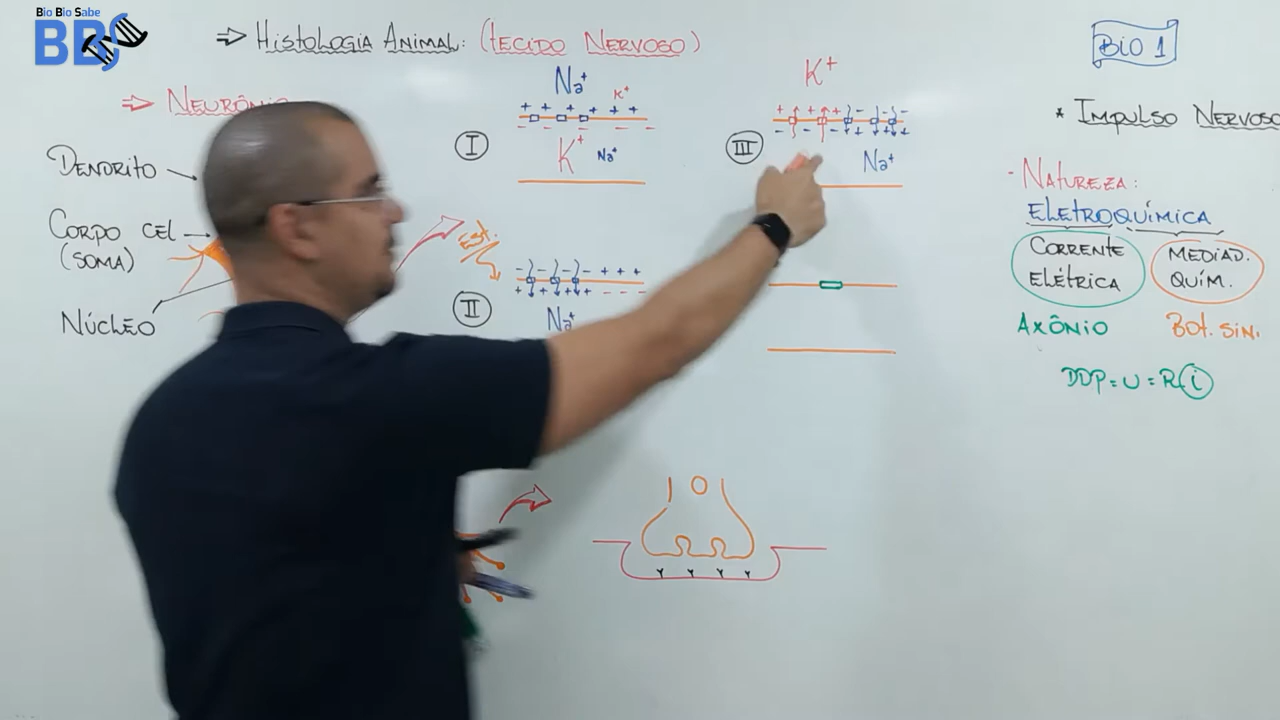 Bio Bio Sabe
BBS
⇒ Histologia Animal: (Tecido Nervoso)
Bio 1
⇒ Neurônio
Dendrito
Corpo Cel
(Soma)
Núcleo
I
Na+
K+
+ + + + + + +
- - -
K+
Na+
Est.
II
- - - + + +
+ + + - - -
Na+
III
K+
+ + + + - - -
- - - + + +
Na+
* Impulso Nervoso
- Natureza:
Eletroquímica
Corrente
Elétrica
Mediad.
Quím.
Axônio
Bot. Sin.
DDP = U = R i